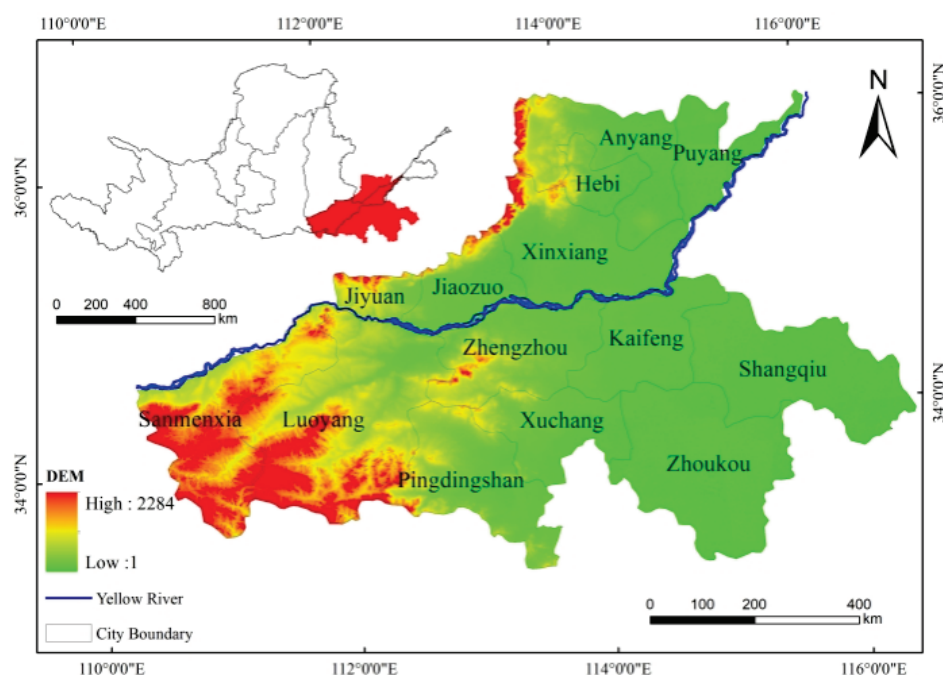 110°0'0"E 112°0'0"E 114°0'0"E 116°0'0"E
36°0'0"N
36°0'0"N
N
Anyang
Puyang
Hebi
Xinxiang
Jiyuan
Jiaozuo
0 200 400 800
km
Zhengzhou
Kaifeng
Shangqiu
34°0'0"N
Sanmenxia
Luoyang
Xuchang
Zhoukou
Pingdingshan
34°0'0"N
DEM
High : 2284
Low :1
Yellow River
City Boundary
0 100 200 400
km
110°0'0"E 112°0'0"E 114°0'0"E 116°0'0"E